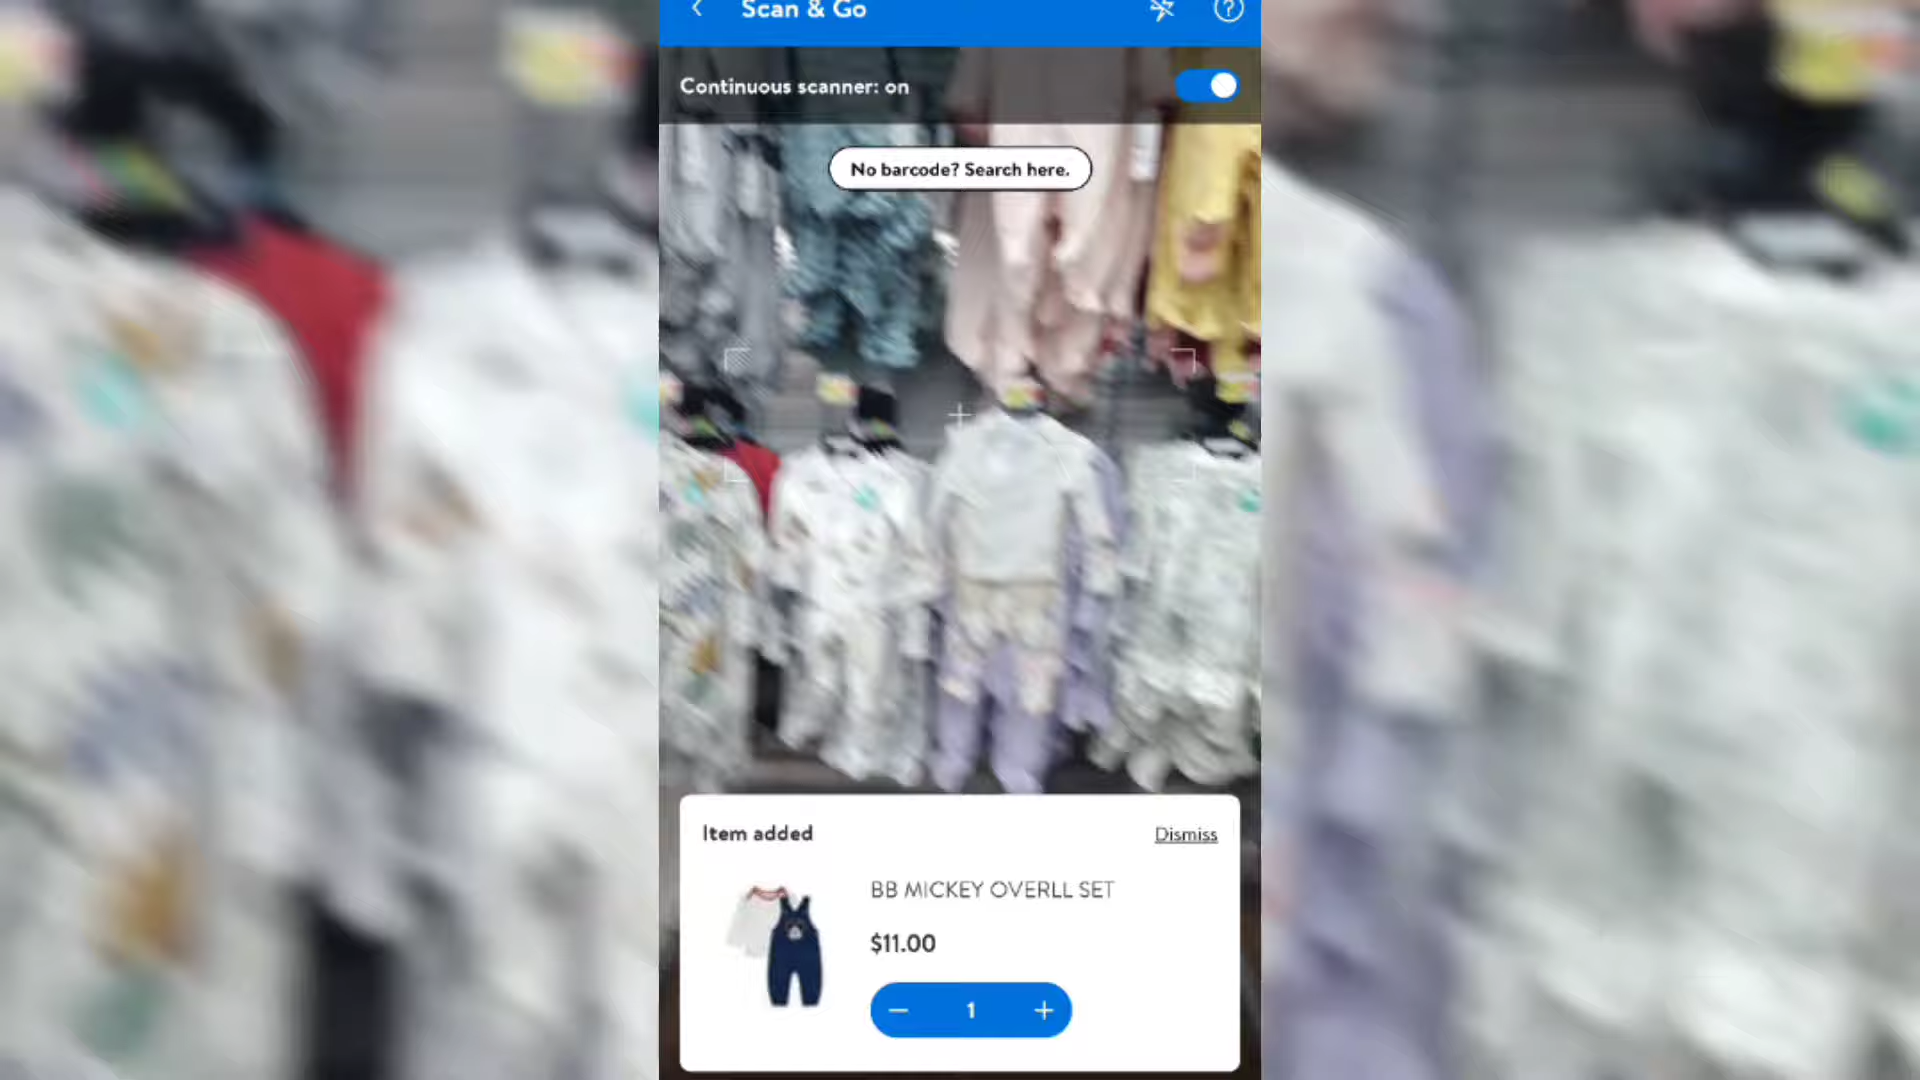 Scan & Go
Continuous scanner: on
No barcode? Search here.
Item added
Dismiss
BB MICKEY OVERLL SET
$11.00
1